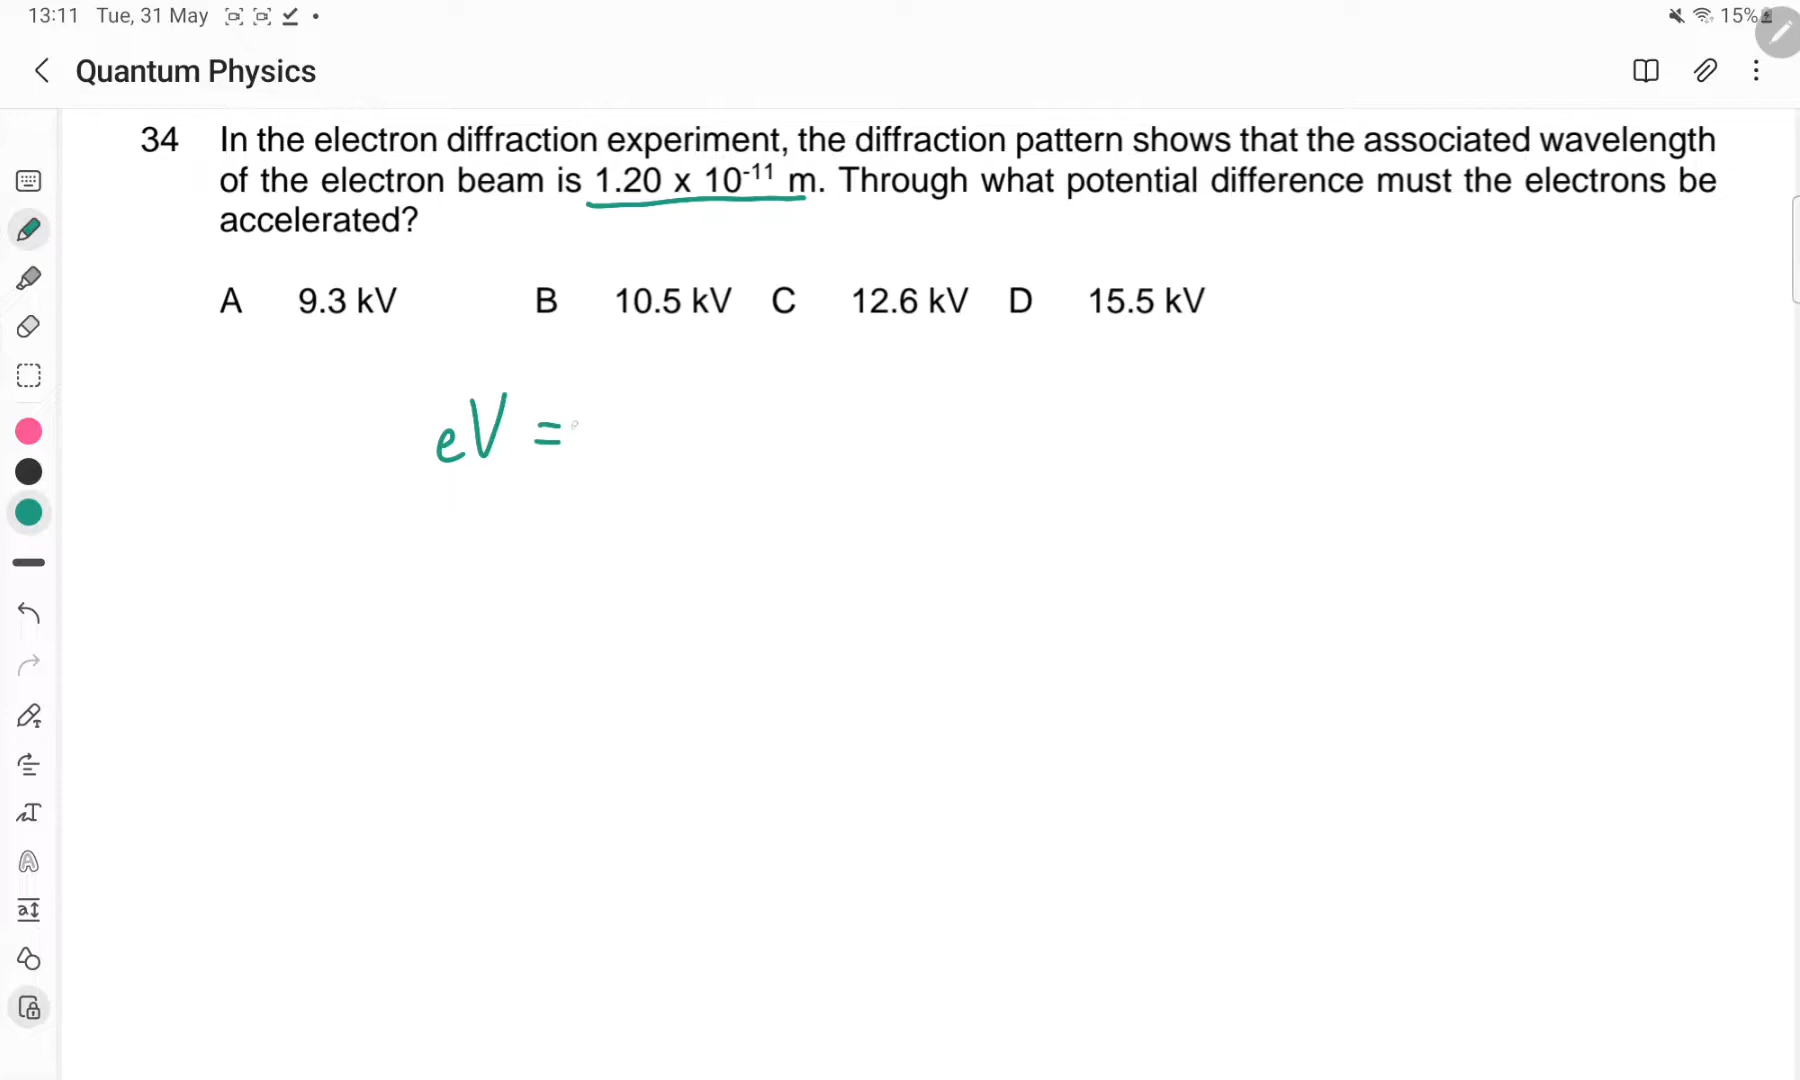 13:11 Tue, 31 May 15%
Quantum Physics
34 In the electron diffraction experiment, the diffraction pattern shows that the associated wavelength
of the electron beam is 1.20 x 10⁻¹¹ m. Through what potential difference must the electrons be
accelerated?
A 9.3 kV B 10.5 kV C 12.6 kV D 15.5 kV
eV =